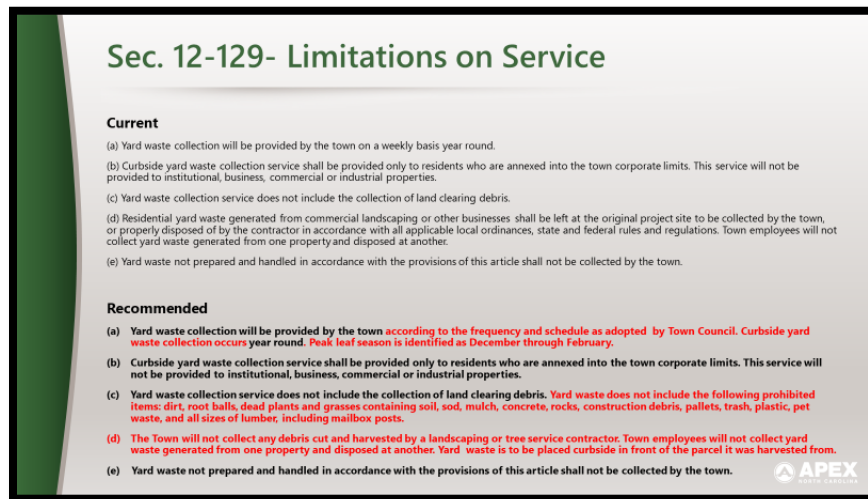 Sec. 12-129- Limitations on Service
Current
(a) Yard waste collection will be provided by the town on a weekly basis year round.
(b) Curbside yard waste collection service shall be provided only to residents who are annexed into the town corporate limits. This service will not be
provided to institutional, business, commercial or industrial properties.
(c) Yard waste collection service does not include the collection of land clearing debris.
(d) Residential yard waste generated from commercial landscaping or other businesses shall be left at the original project site to be collected by the town,
or properly disposed of by the contractor in accordance with all applicable local ordinances, state and federal rules and regulations. Town employees will not
collect yard waste generated from one property and disposed at another.
(e) Yard waste not prepared and handled in accordance with the provisions of this article shall not be collected by the town.
Recommended
(a) Yard waste collection will be provided by the town according to the frequency and schedule as adopted by Town Council. Curbside yard
waste collection occurs year round. Peak leaf season is identified as December through February.
(b) Curbside yard waste collection service shall be provided only to residents who are annexed into the town corporate limits. This service will
not be provided to institutional, business, commercial or industrial properties.
(c) Yard waste collection service does not include the collection of land clearing debris. Yard waste does not include the following prohibited
items: dirt, root balls, dead plants and grasses containing soil, sod, mulch, concrete, rocks, construction debris, pallets, trash, plastic, pet
waste, and all sizes of lumber, including mailbox posts.
(d) The Town will not collect any debris cut and harvested by a landscaping or tree service contractor. Town employees will not collect yard
waste generated from one property and disposed at another. Yard waste is to be placed curbside in front of the parcel it was harvested from.
(e) Yard waste not prepared and handled in accordance with the provisions of this article shall not be collected by the town.
APEX
NORTH CAROLINA